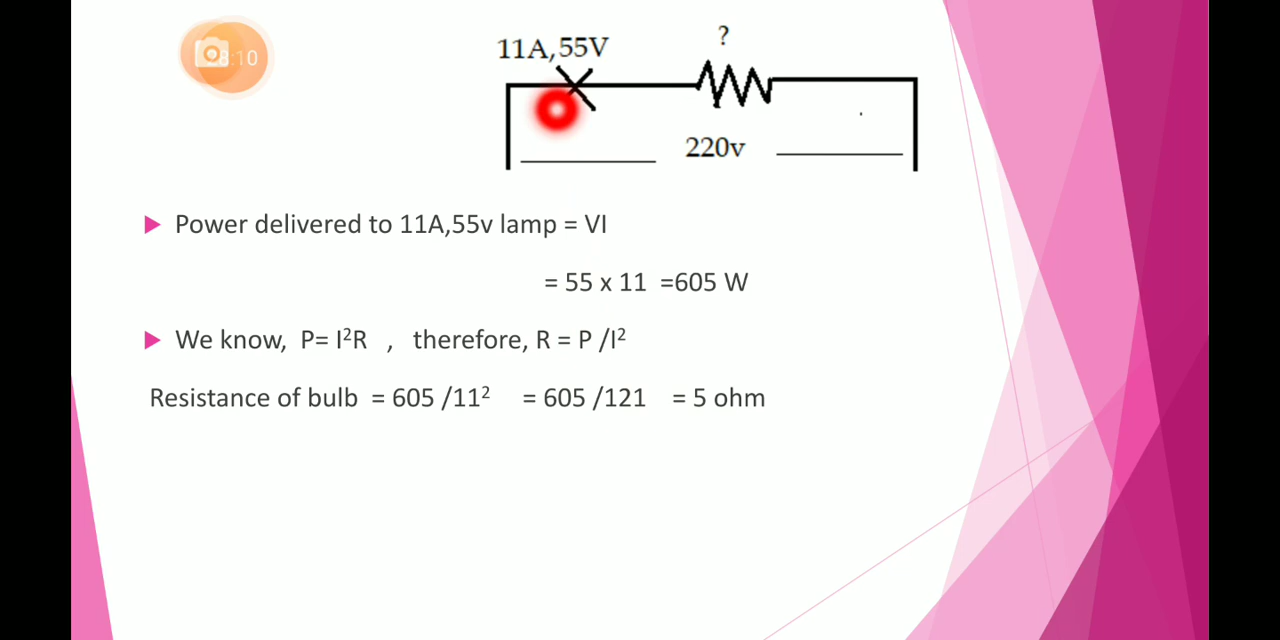 11A,55V
?
220v
Power delivered to 11A,55v lamp = VI
= 55 x 11 =605 W
We know, P= I²R , therefore, R = P /I²
Resistance of bulb = 605 /11² = 605 /121 = 5 ohm